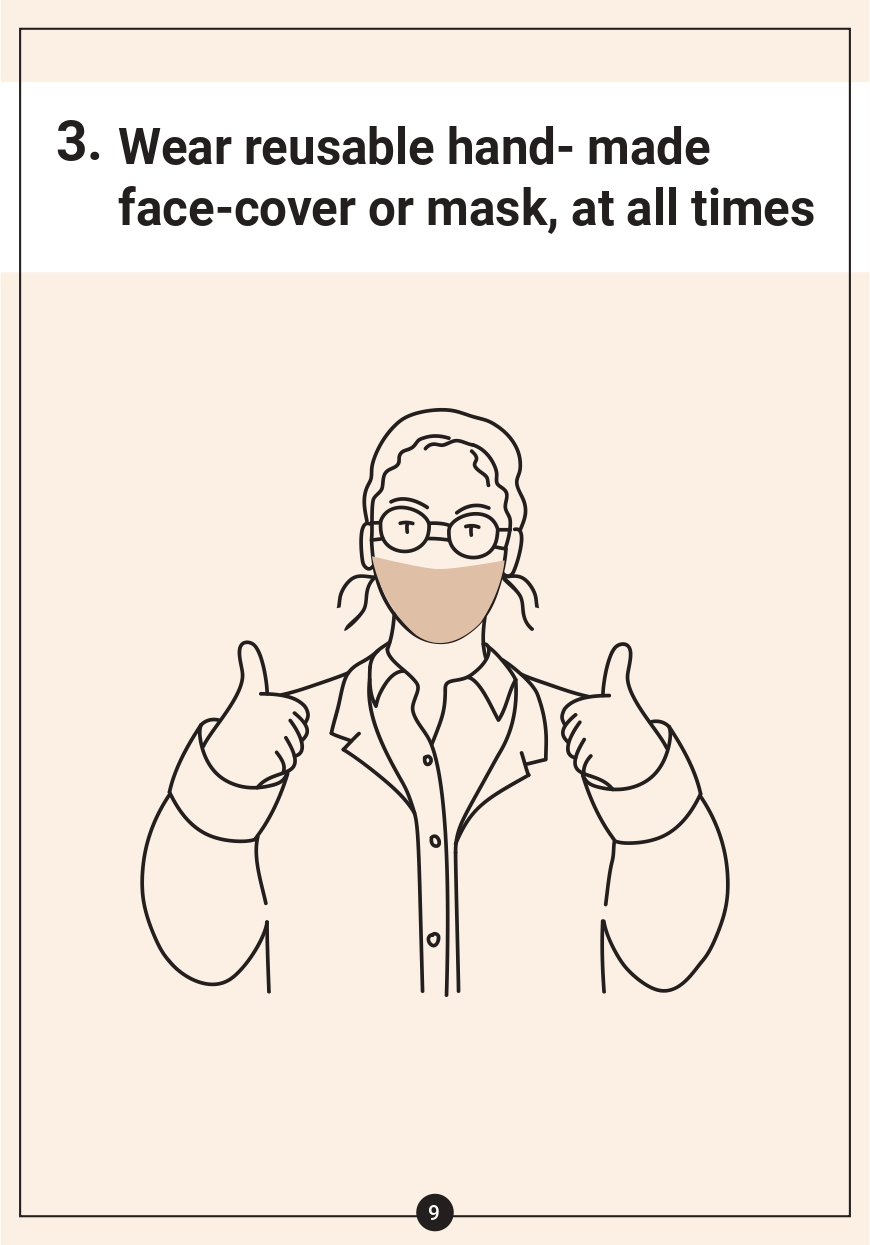 3. Wear reusable hand- made
face-cover or mask, at all times
9